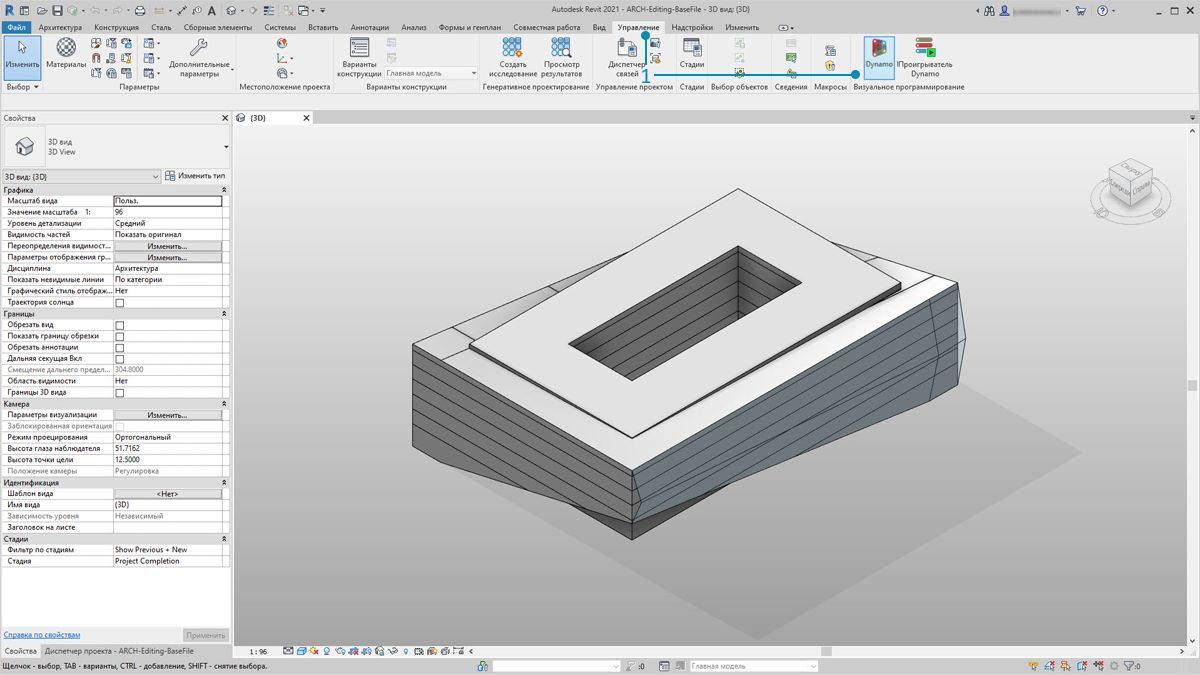 Autodesk Revit 2021 - ARCH-Editing-BaseFile - 3D вид: {3D}
Файл Архитектура Конструкция Сталь Сборные элементы Системы Вставить Аннотации Анализ Формы и генплан Совместная работа Вид Управление Надстройки Изменить
Изменить Материалы Дополнительные параметры Варианты конструкции Главная модель Создать исследование Просмотр результатов Диспетчер связей Стадии Dynamo Проигрыватель Dynamo
1
Выбор Параметры Местоположение проекта Варианты конструкции Генеративное проектирование Управление проектом Стадии Выбор объектов Сведения Макросы Визуальное программирование
Свойства
{3D}
3D вид
3D View
3D вид: {3D} Изменить тип
Графика
Масштаб вида Польз.
Значение масштаба 1: 96
Уровень детализации Средний
Видимость частей Показать оригинал
Переопределения видимост... Изменить...
Параметры отображения гр... Изменить...
Дисциплина Архитектура
Показать невидимые линии По категории
Графический стиль отображ... Нет
Траектория солнца
Границы
Обрезать вид
Показать границу обрезки
Обрезать аннотации
Дальняя секущая Вкл
Смещение дальнего предел... 304.8000
Область видимости Нет
Границы 3D вида
Камера
Параметры визуализации Изменить...
Заблокированная ориентация
Режим проецирования Ортогональный
Высота глаза наблюдателя 51.7162
Высота точки цели 12.5000
Положение камеры Регулировка
Идентификация
Шаблон вида <Нет>
Имя вида {3D}
Зависимость уровня Независимый
Заголовок на листе
Стадии
Фильтр по стадиям Show Previous + New
Стадия Project Completion
Справка по свойствам Применить
Свойства Диспетчер проекта - ARCH-Editing-BaseFile
1 : 96
Щелчок - выбор, TAB - варианты, CTRL - добавление, SHIFT - снятие выбора.
:0
Главная модель
:0